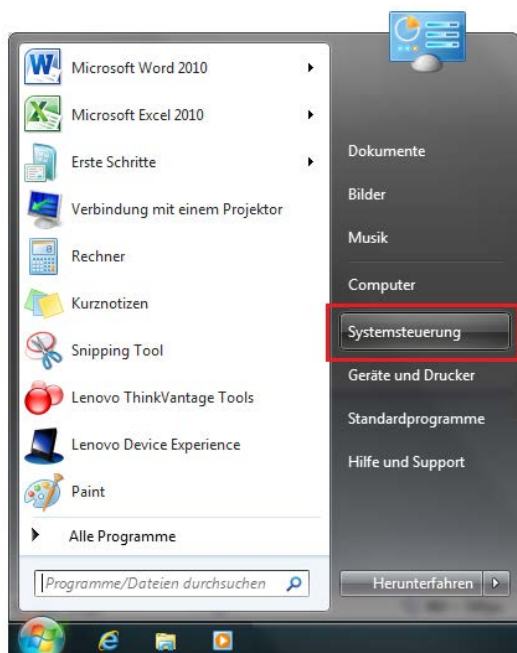 Microsoft Word 2010
Microsoft Excel 2010
Erste Schritte
Verbindung mit einem Projektor
Rechner
Kurznotizen
Snipping Tool
Lenovo ThinkVantage Tools
Lenovo Device Experience
Paint
Alle Programme
Programme/Dateien durchsuchen
Dokumente
Bilder
Musik
Computer
Systemsteuerung
Geräte und Drucker
Standardprogramme
Hilfe und Support
Herunterfahren